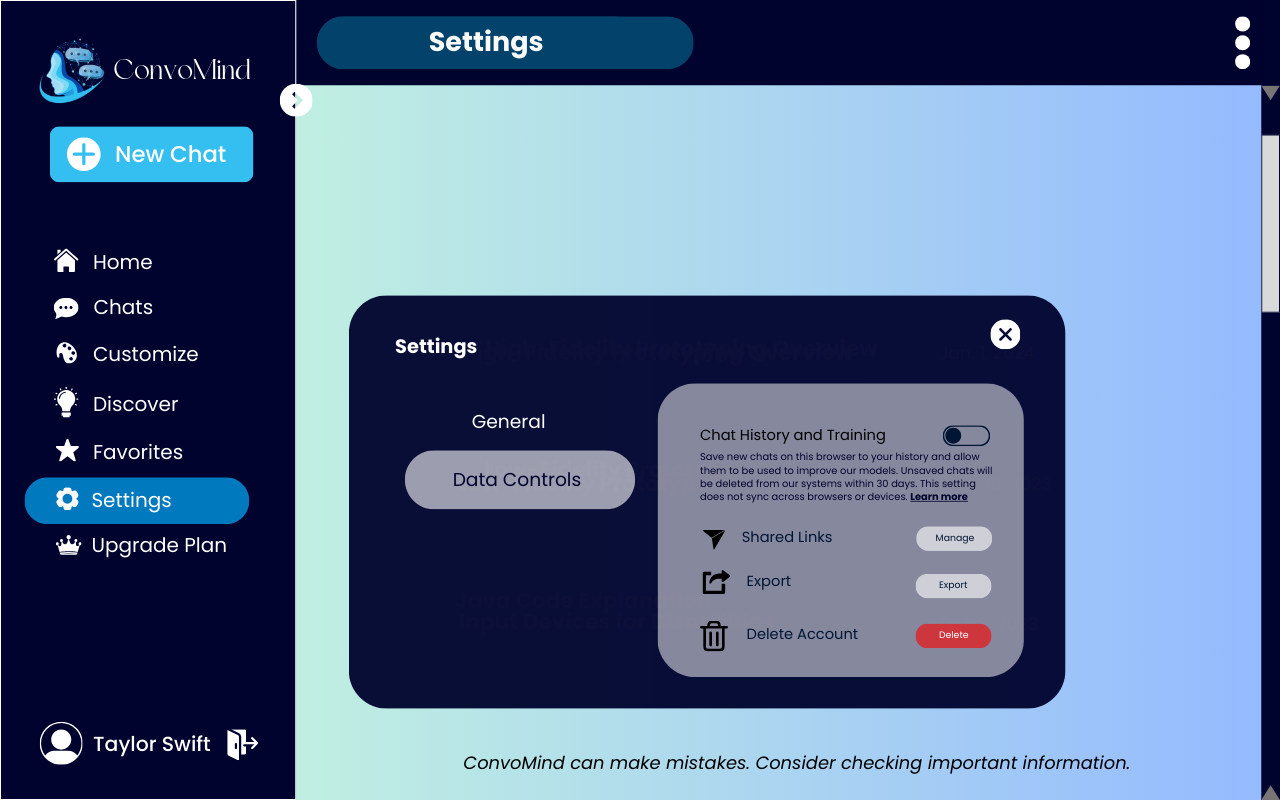 ConvoMind
New Chat
Home
Chats
Customize
Discover
Favorites
Settings
Upgrade Plan
Taylor Swift
Settings
Settings
General
Data Controls
Chat History and Training
Save new chats on this browser to your history and allow
them to be used to improve our models. Unsaved chats will
be deleted from our systems within 30 days. This setting
does not sync across browsers or devices. Learn more
Shared Links
Manage
Export
Export
Delete Account
Delete
Java Code Explanation
ConvoMind can make mistakes. Consider checking important information.